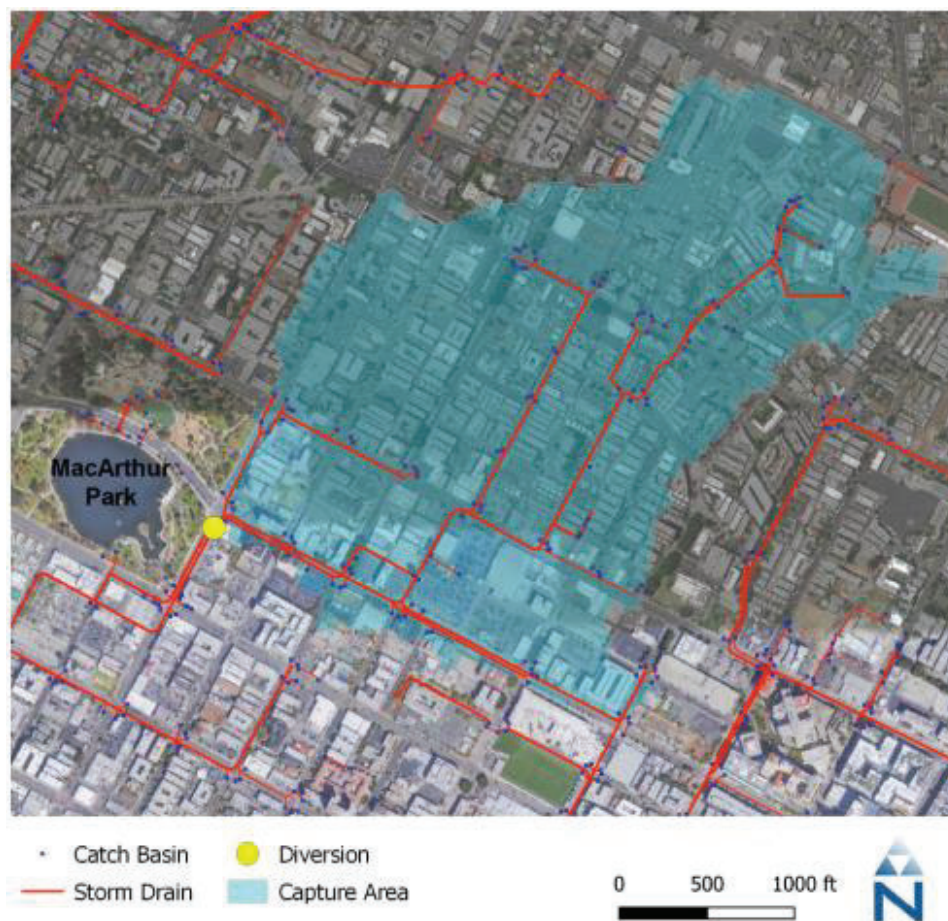 MacArthur
Park
Catch Basin
Diversion
Storm Drain
Capture Area
0 500 1000 ft
N